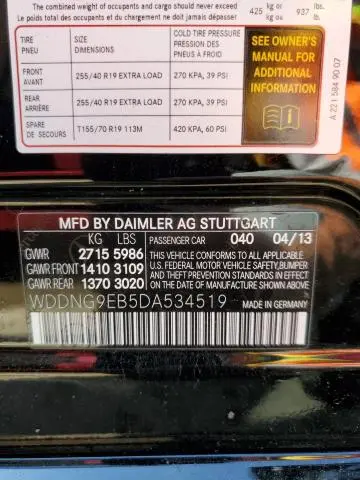 The combined weight of occupants and cargo should never exceed
Le poids total des occupants et du chargement ne doit jamais dépasser
425 kg or kg ou 937 lbs. lb.
TIRE PNEU
SIZE DIMENSIONS
COLD TIRE PRESSURE PRESSION DES PNEUS À FROID
FRONT AVANT
255/40 R19 EXTRA LOAD
270 KPA, 39 PSI
REAR ARRIÈRE
255/40 R19 EXTRA LOAD
270 KPA, 39 PSI
SPARE DE SECOURS
T155/70 R19 113M
420 KPA, 60 PSI
SEE OWNER'S
MANUAL FOR
ADDITIONAL
INFORMATION
A 221 584 90 07
MFD BY DAIMLER AG STUTTGART
KG LBS
PASSENGER CAR 040 04/13
GVWR 2715 5986
GAWR FRONT 1410 3109
GAWR REAR 1370 3020
THIS VEHICLE CONFORMS TO ALL APPLICABLE
U.S. FEDERAL MOTOR VEHICLE SAFETY, BUMPER,
AND THEFT PREVENTION STANDARDS IN EFFECT ON
THE DATE OF MANUFACTURE SHOWN ABOVE.
WDDNG9EB5DA534519
Made in Germany